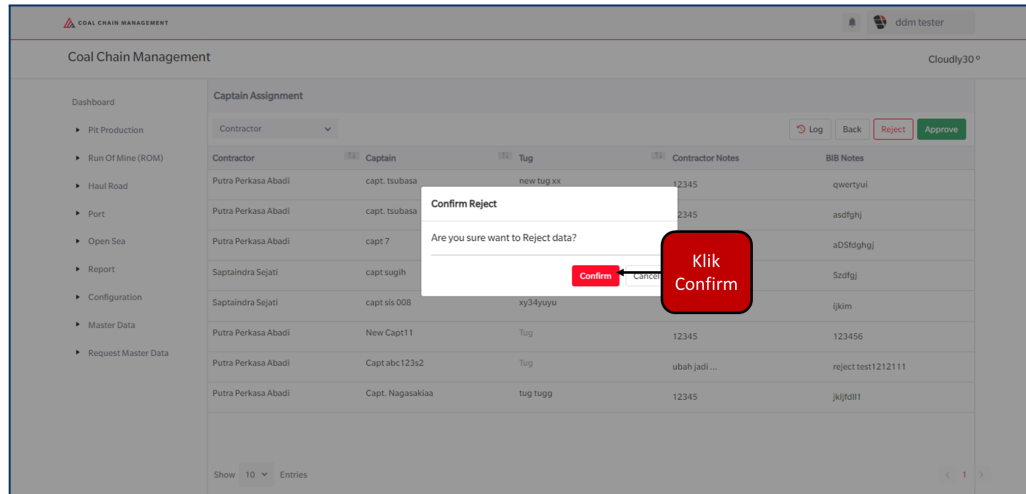 COAL CHAIN MANAGEMENT
ddm tester
Coal Chain Management
Cloudly30 º
Dashboard
Pit Production
Run Of Mine (ROM)
Haul Road
Port
Open Sea
Report
Configuration
Master Data
Request Master Data
Captain Assignment
Contractor
Log Back Reject Approve
Contractor Captain Tug Contractor Notes BIB Notes
Putra Perkasa Abadi capt. tsubasa new tug xx 12345 qwertyui
Putra Perkasa Abadi capt. tsubasa 2345 asdfghj
Putra Perkasa Abadi capt 7 aDSfdghgj
Saptaindra Sejati capt sugih Szdfgj
Saptaindra Sejati capt sis 008 xy34yuyu ijkim
Putra Perkasa Abadi New Capt11 Tug 12345 123456
Putra Perkasa Abadi Capt abc123s2 Tug ubah jadi .... reject test1212111
Putra Perkasa Abadi Capt. Nagasakiaa tug tugg 12345
Confirm Reject
Are you sure want to Reject data?
Confirm Cancel
Klik
Confirm
Show 10 Entries
1